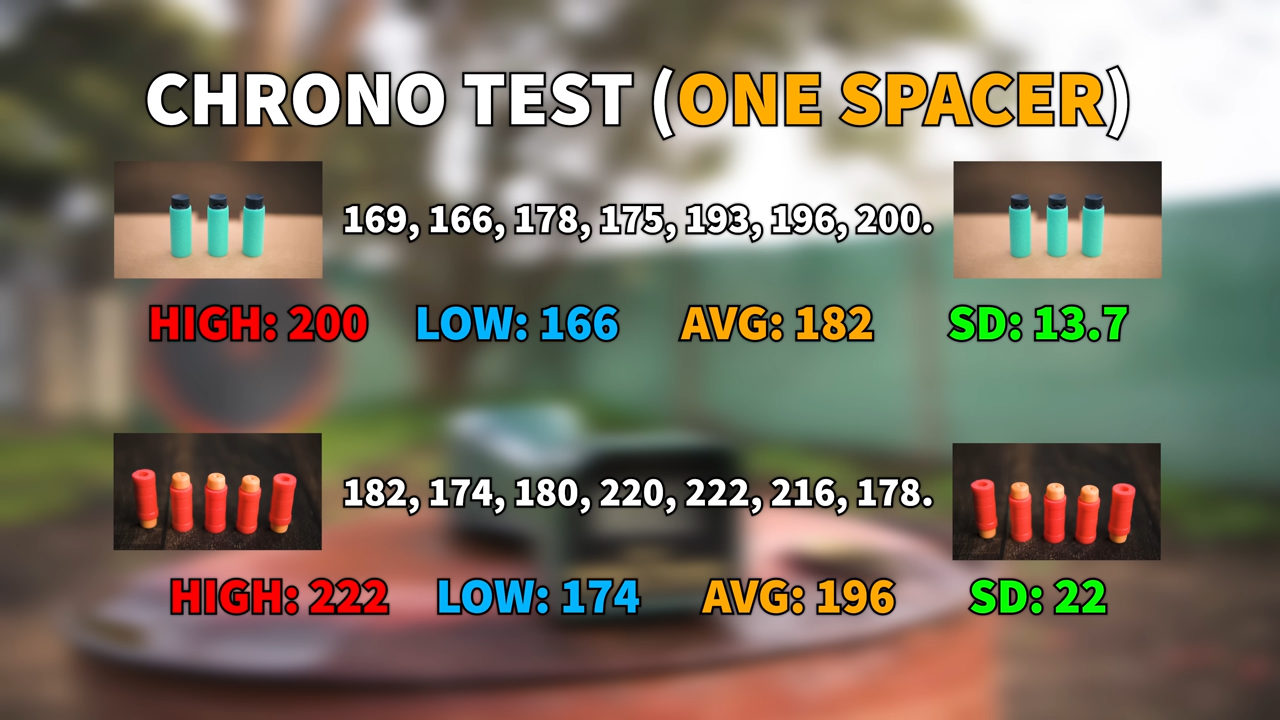 CHRONO TEST (ONE SPACER)
169, 166, 178, 175, 193, 196, 200.
HIGH: 200 LOW: 166 AVG: 182 SD: 13.7
182, 174, 180, 220, 222, 216, 178.
HIGH: 222 LOW: 174 AVG: 196 SD: 22